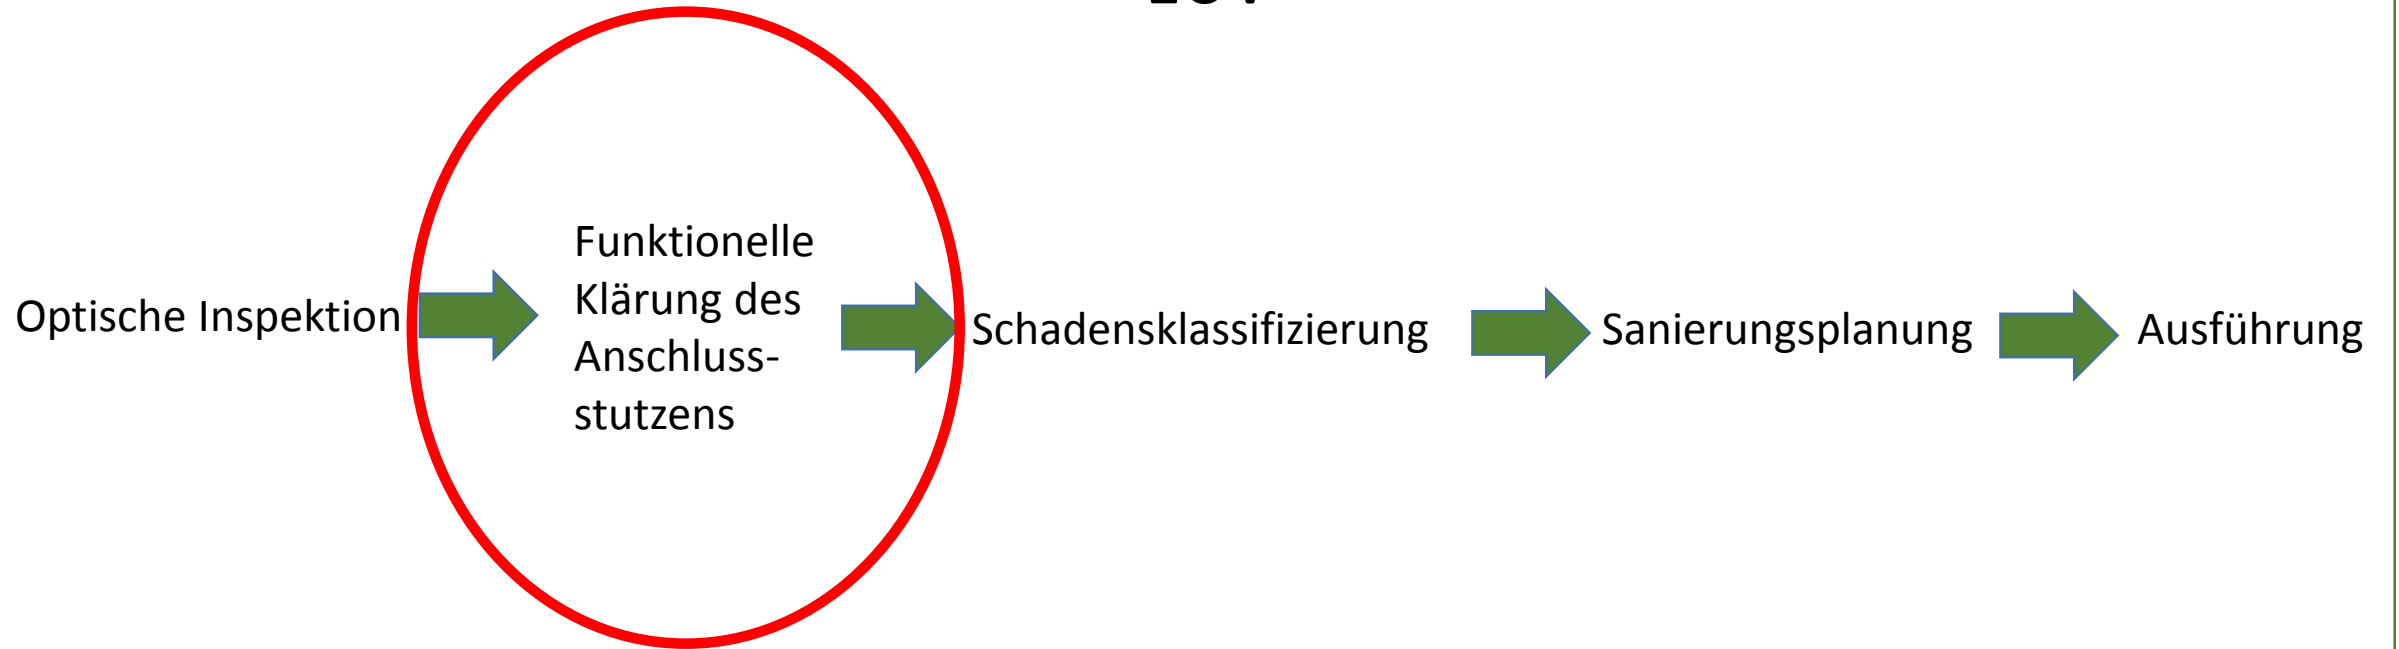 Optische Inspektion
Funktionelle
Klärung des
Anschluss-
stutzens
Schadensklassifizierung
Sanierungsplanung
Ausführung